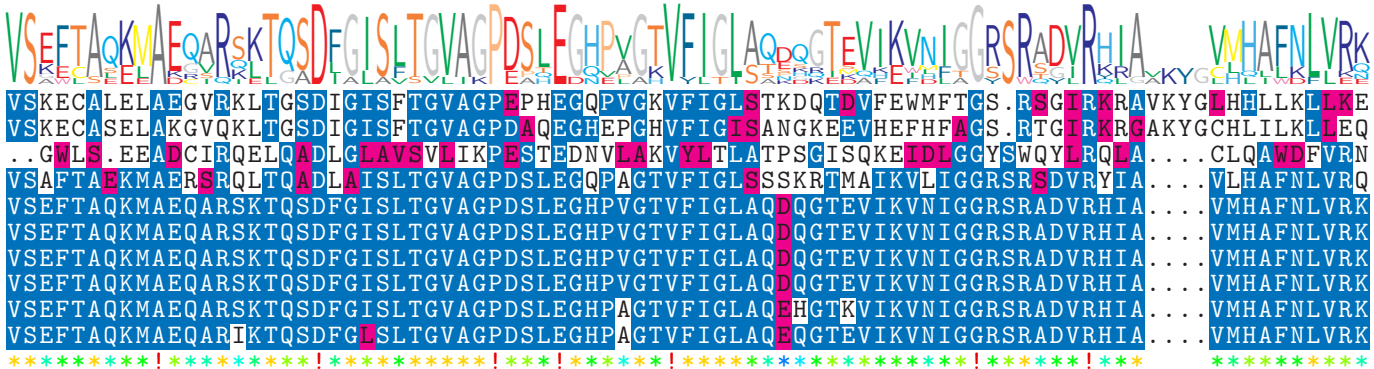 VSEFTAQKMAEQARSKTQSDFGISLTGVAGPDSLEGHPVGTVFIGLAQDQGTEVIKVNIGGRSRADVRHIAVKYGVMHAFNLVRK
VSKECALELAEGVRKLTGSDIGISFTGVAGPEPHEGQPVGKVFIGLSTKDQTDVFEWMFTGS.RSGIRKRAVKYGLHHLLKLLKE
VSKECASELAKGVQKLTGSDIGISFTGVAGPDAQEGHEPGHVFIGISANGKEEVHEFHFAGS.RTGIRKRGAKYGCHLILKLLEQ
..GWLS.EEADCIRQELQADLGLAVSVLIKPESTEDNVLAKVYLTLATPSGISQKEIDLGGYSWQYLRQLA....CLQAWDFVRN
VSAFTAEKMAERSRQLTQADLAISLTGVAGPDSLEGQPAGTVFIGLSSSKRTMAIKVLIGGRSRSDVRYIA....VLHAFNLVRQ
VSEFTAQKMAEQARSKTQSDFGISLTGVAGPDSLEGHPVGTVFIGLAQDQGTEVIKVNIGGRSRADVRHIA....VMHAFNLVRK
VSEFTAQKMAEQARSKTQSDFGISLTGVAGPDSLEGHPVGTVFIGLAQDQGTEVIKVNIGGRSRADVRHIA....VMHAFNLVRK
VSEFTAQKMAEQARSKTQSDFGISLTGVAGPDSLEGHPVGTVFIGLAQDQGTEVIKVNIGGRSRADVRHIA....VMHAFNLVRK
VSEFTAQKMAEQARSKTQSDFGISLTGVAGPDSLEGHPVGTVFIGLAQDQGTEVIKVNIGGRSRADVRHIA....VMHAFNLVRK
VSEFTAQKMAEQARSKTQSDFGISLTGVAGPDSLEGHPAGTVFIGLAQEHGTKVIKVNIGGRSRADVRHIA....VMHAFNLVRK
VSEFTAQKMAEQARIKTQSDFGLSLTGVAGPDSLEGHPAGTVFIGLAQEQGTEVIKVNIGGRSRADVRHIA....VMHAFNLVRK
*********!*********!**********!***!******!******************!******!*** **********